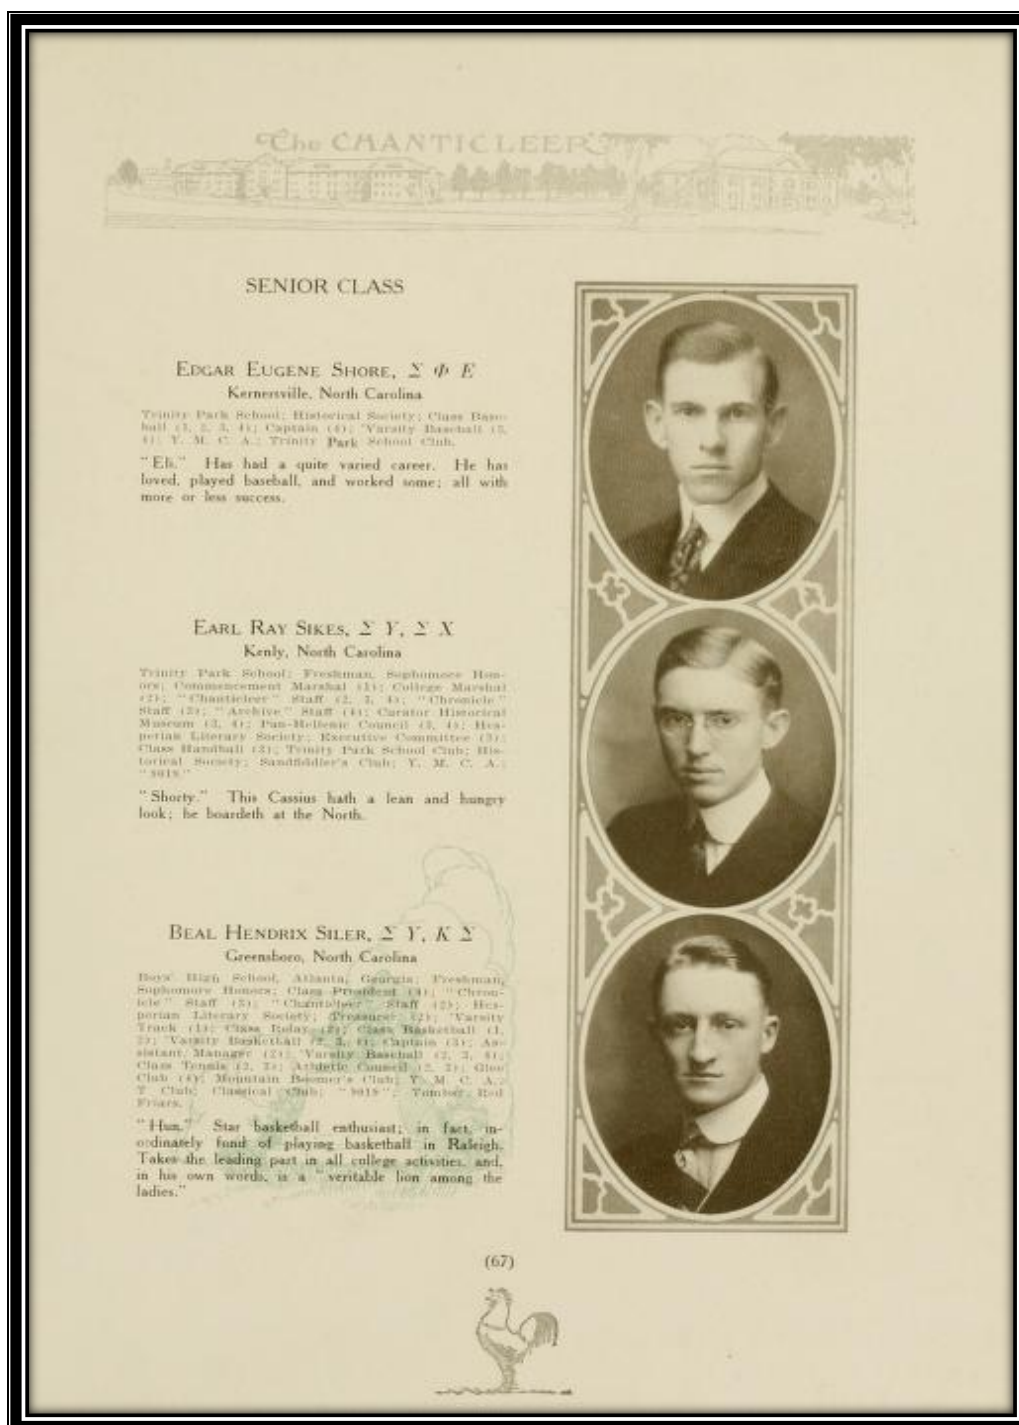 The CHANTICLEER
SENIOR CLASS
EDGAR EUGENE SHORE, Σ Φ Ε
Kernersville, North Carolina
Trinity Park School; Historical Society; Class Base-
ball (1, 2, 3, 4); Captain (4); 'Varsity Baseball (3,
4); Y. M. C. A.; Trinity Park School Club.
"Eli." Has had a quite varied career. He has
loved, played baseball, and worked some; all with
more or less success.
EARL RAY SIKES, Σ Υ, Σ Χ
Kenly, North Carolina
Trinity Park School; Freshman, Sophomore Hon-
ors; Commencement Marshal (1); College Marshal
(2); "Chanticleer" Staff (2, 3, 4); "Chronicle"
Staff (3); "Archive" Staff (4); Curator Historical
Museum (3, 4); Pan-Hellenic Council (3, 4); Hes-
perian Literary Society; Executive Committee (3);
Class Handball (3); Trinity Park School Club; His-
torical Society; Sandfiddler's Club; Y. M. C. A.;
"9019"
"Shorty." This Cassius hath a lean and hungry
look; he boardeth at the North.
BEAL HENDRIX SILER, Σ Υ, Κ Σ
Greensboro, North Carolina
Boys' High School, Atlanta, Georgia; Freshman,
Sophomore Honors; Class President (4); "Chron-
icle" Staff (3); "Chanticleer" Staff (2); Hes-
perian Literary Society; Treasurer (2); 'Varsity
Track (1); Class Relay (2); Class Basketball (1,
2); 'Varsity Basketball (2, 3, 4); Captain (3); As-
sistant Manager (2); 'Varsity Baseball (2, 3, 4);
Class Tennis (2, 3); Athletic Council (2, 3); Glee
Club (4); Mountain Boomer's Club; Y. M. C. A.;
T Club; Classical Club; "9019"; Tombs; Red
Friars.
"Hun." Star basketball enthusiast; in fact, in-
ordinately fond of playing basketball in Raleigh.
Takes the leading part in all college activities, and,
in his own words, is a "veritable lion among the
ladies."
(67)